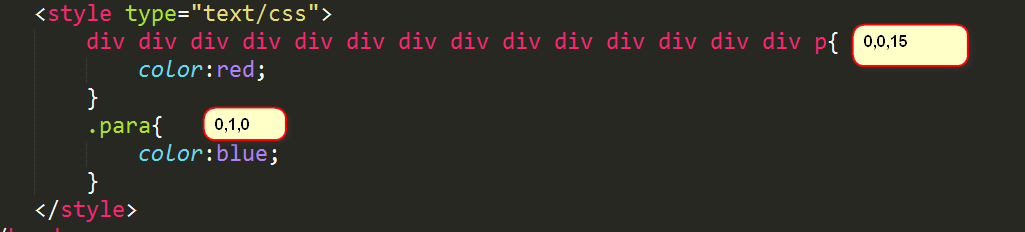 <style type="text/css">
div div div div div div div div div div div div div div p{ 0,0,15
color:red;
}
.para{ 0,1,0
color:blue;
}
</style>